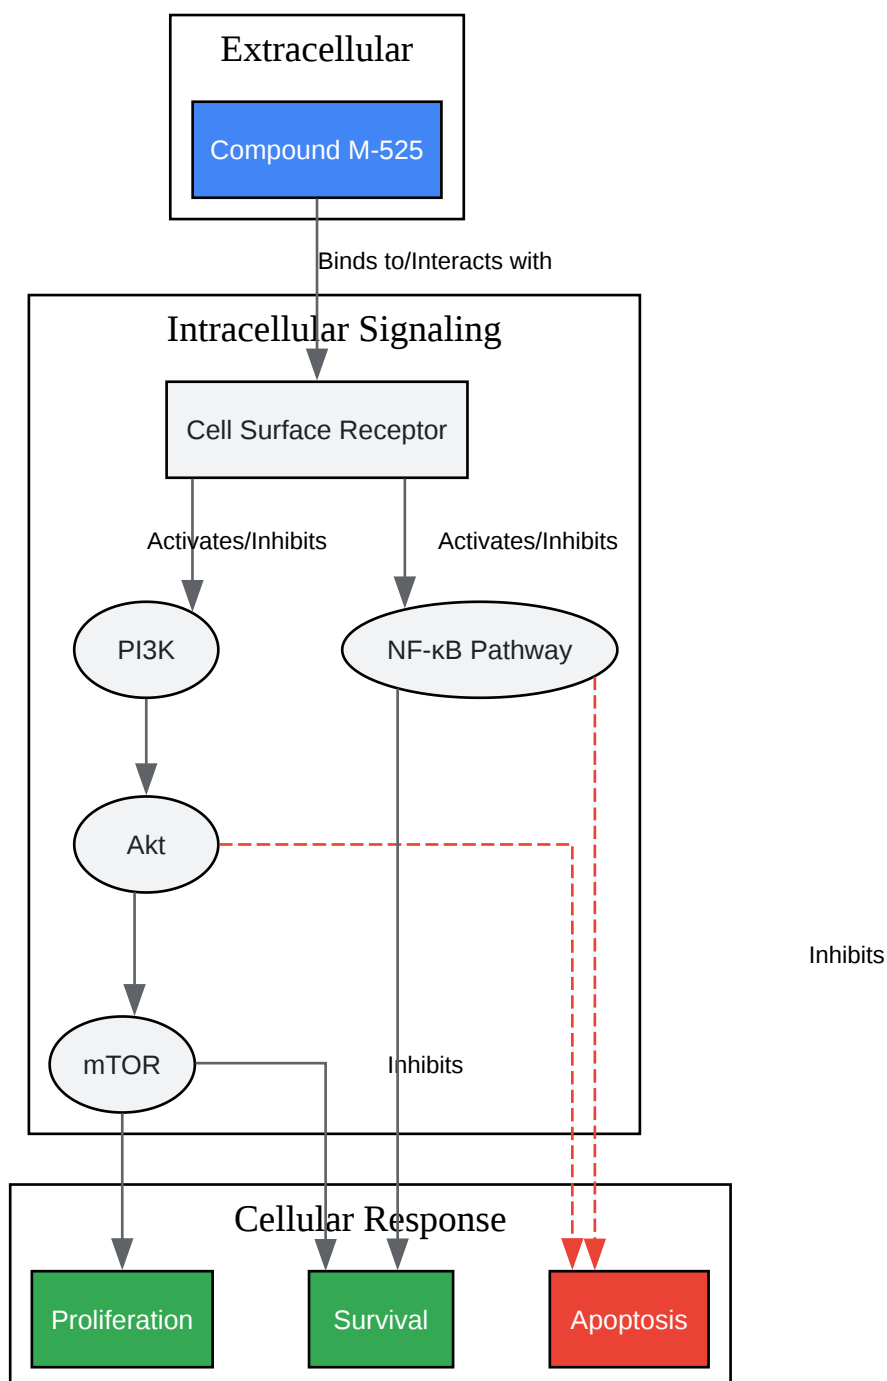 Extracellular
Compound M-525
Binds to/Interacts with
Intracellular Signaling
Cell Surface Receptor
Activates/Inhibits
Activates/Inhibits
PI3K
NF-κB Pathway
Akt
Inhibits
mTOR
Inhibits
Cellular Response
Proliferation
Survival
Apoptosis